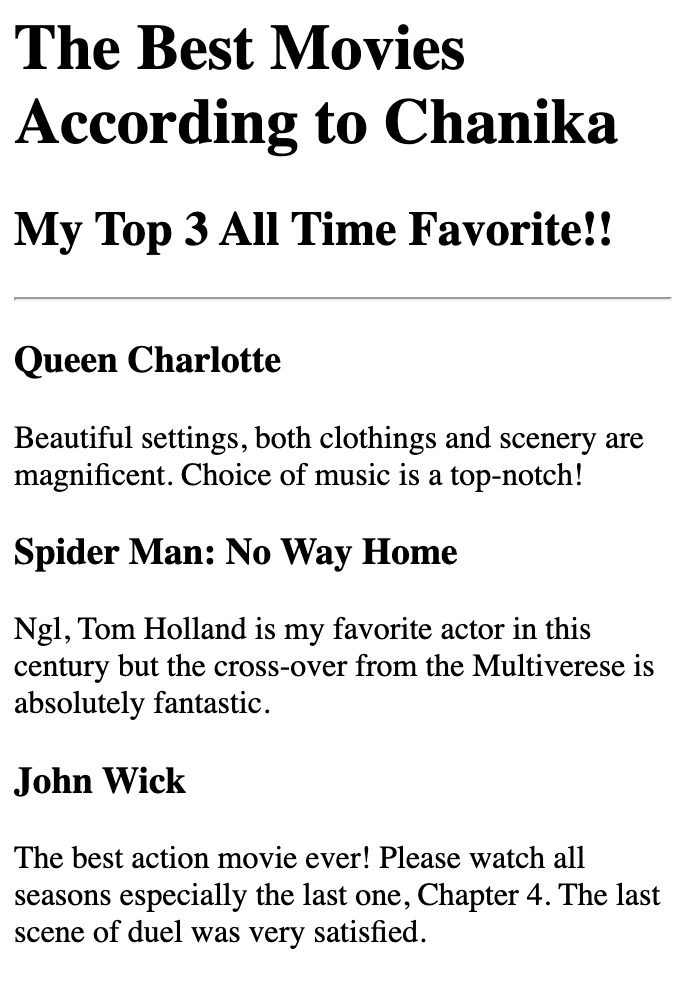 The Best Movies
According to Chanika
My Top 3 All Time Favorite!!
Queen Charlotte
Beautiful settings, both clothings and scenery are
magnificent. Choice of music is a top-notch!
Spider Man: No Way Home
Ngl, Tom Holland is my favorite actor in this
century but the cross-over from the Multiverese is
absolutely fantastic.
John Wick
The best action movie ever! Please watch all
seasons especially the last one, Chapter 4. The last
scene of duel was very satisfied.